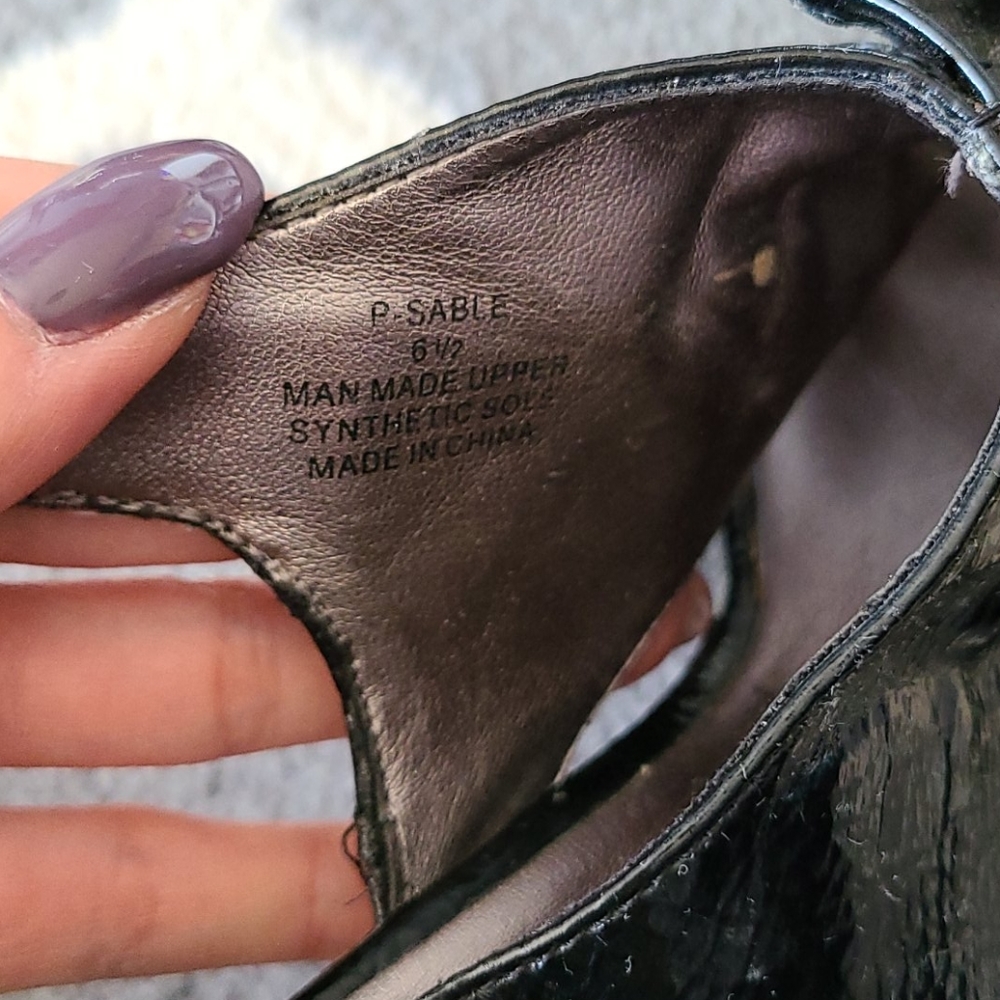 P-SABLE
6 1/2
MAN MADE UPPER
SYNTHETIC SOLE
MADE IN CHINA